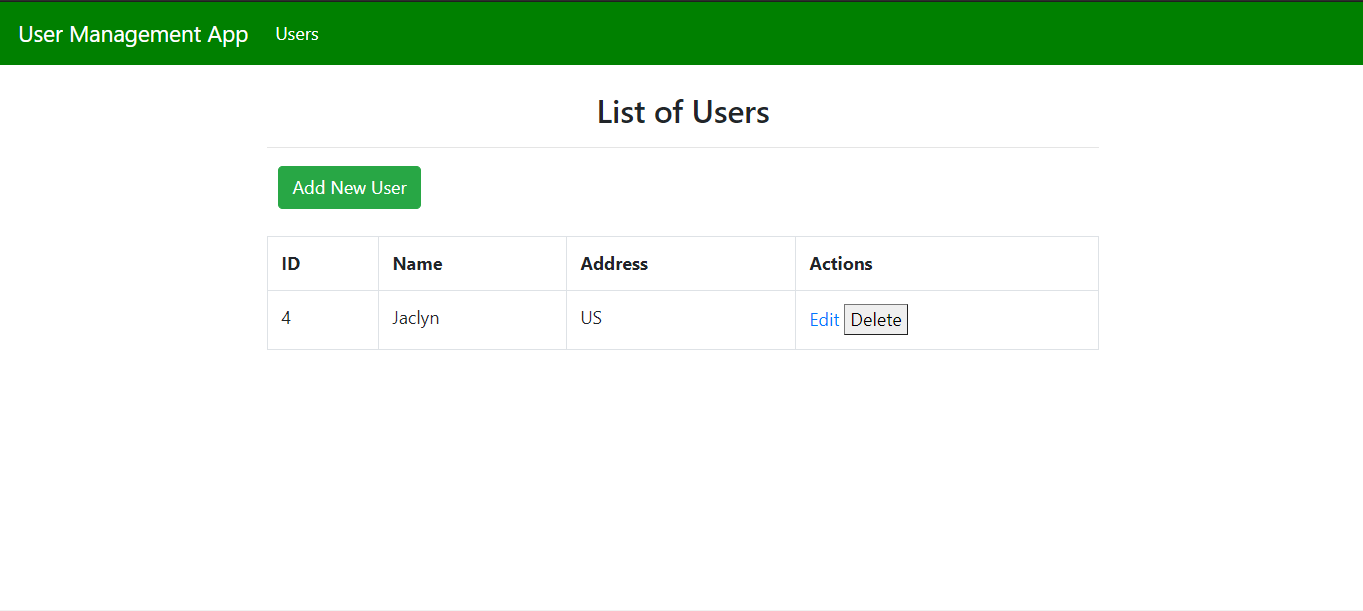 User Management App Users
List of Users
Add New User
ID Name Address Actions
4 Jaclyn US Edit Delete